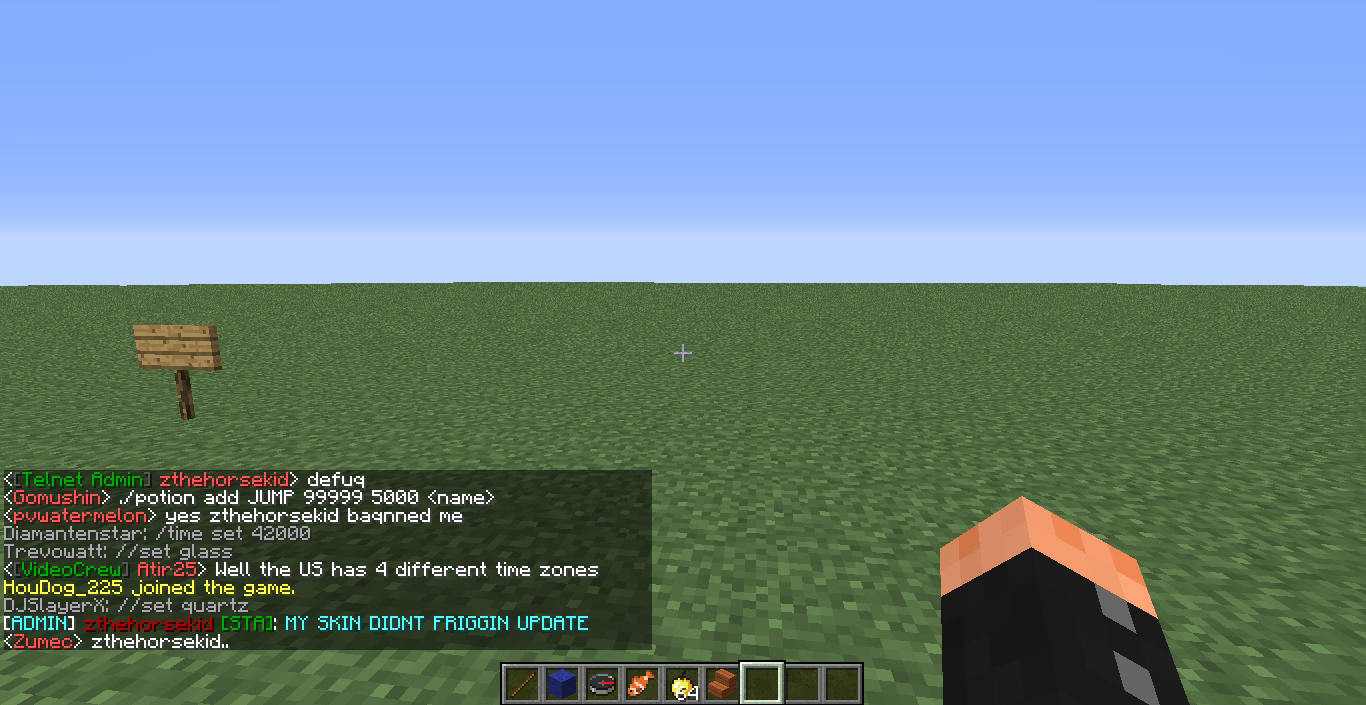 <[Telnet Admin] zthehorsekid> defuq
<Gomushin> ./potion add JUMP 99999 5000 <name>
<pvwatermelon> yes zthehorsekid baqnned me
Diamantenstar: /time set 42000
Trevowatt: //set glass
<[VideoCrew] Atir25> Well the US has 4 different time zones
HouDog_225 joined the game.
DJSlayerX: //set quartz
[ADMIN] zthehorsekid [STA]: MY SKIN DIDNT FRIGGIN UPDATE
<Zumec> zthehorsekid..
64